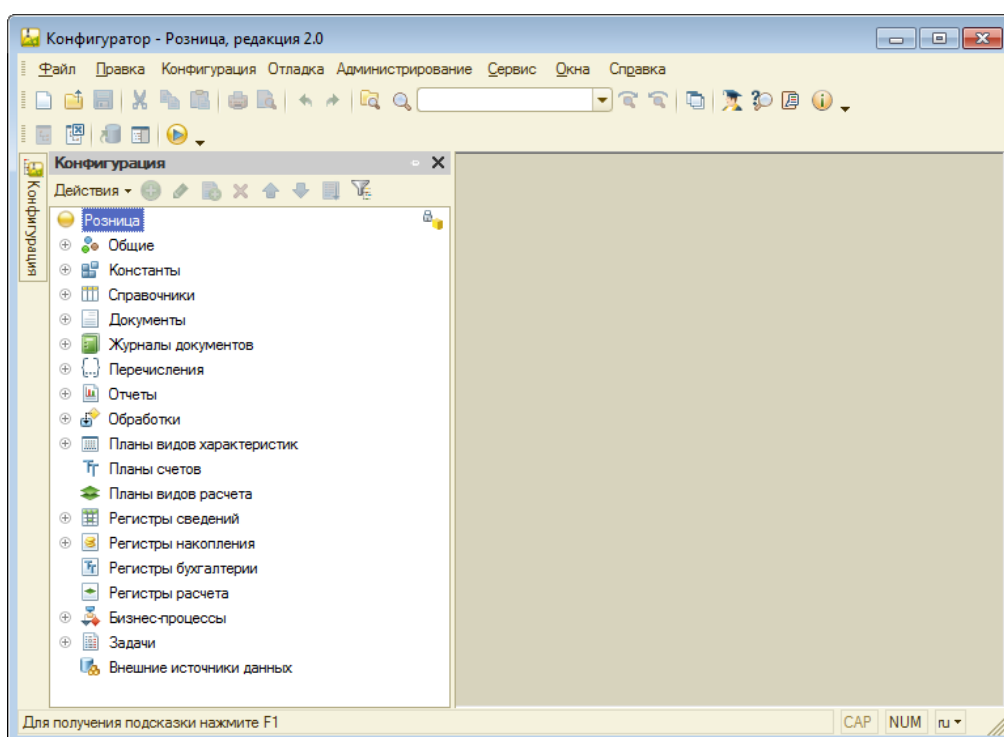 Конфигуратор - Розница, редакция 2.0
Файл Правка Конфигурация Отладка Администрирование Сервис Окна Справка
Конфигурация
Конфигурация
Действия
Розница
Общие
Константы
Справочники
Документы
Журналы документов
Перечисления
Отчеты
Обработки
Планы видов характеристик
Планы счетов
Планы видов расчета
Регистры сведений
Регистры накопления
Регистры бухгалтерии
Регистры расчета
Бизнес-процессы
Задачи
Внешние источники данных
Для получения подсказки нажмите F1 CAP NUM ru